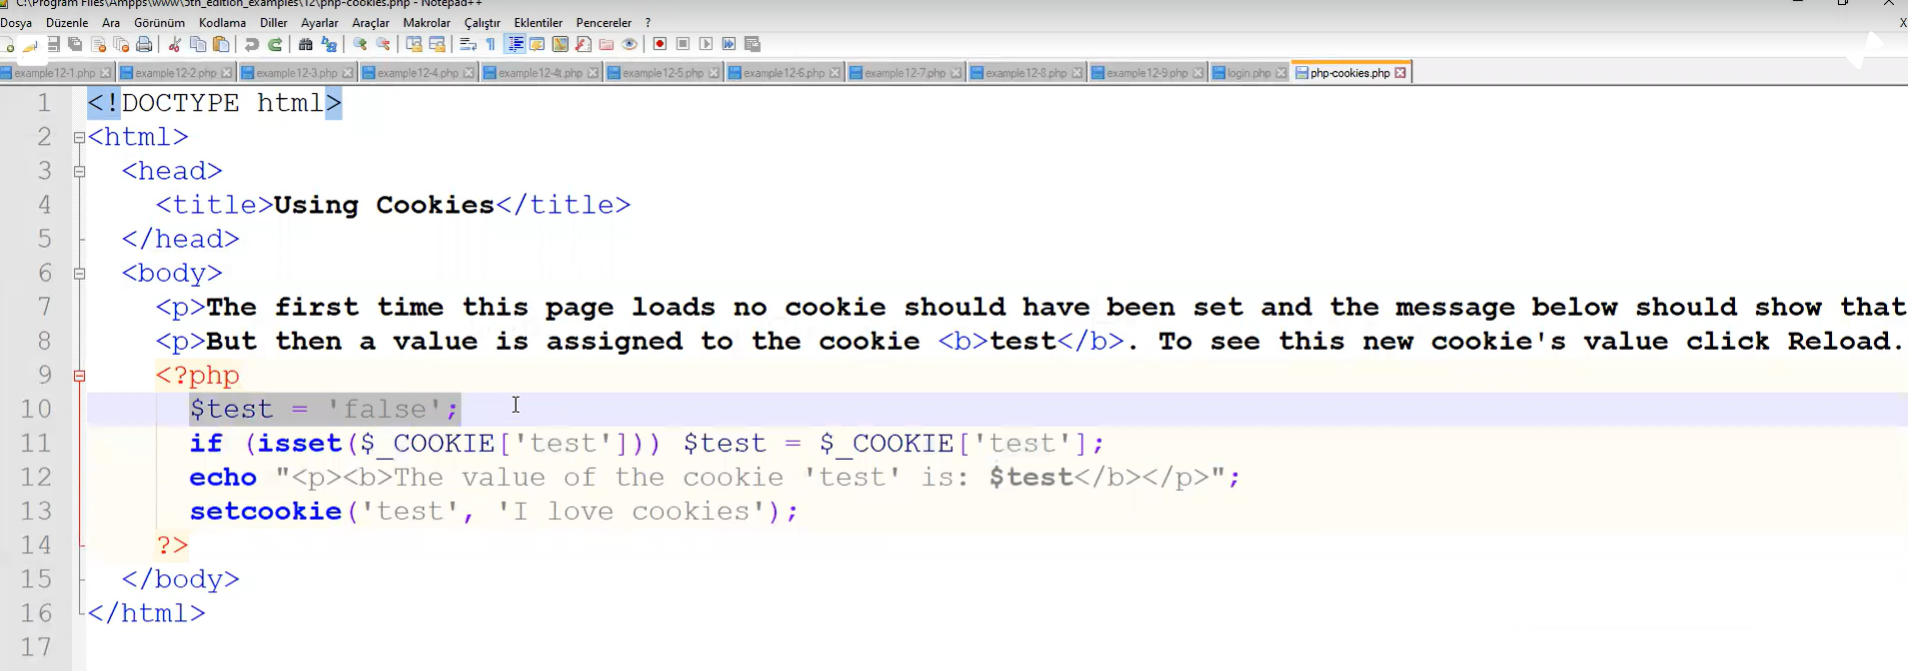 C:\Program Files\Ampps\www\5th_edition_examples\12\php-cookies.php - Notepad++
Dosya Düzenle Ara Görünüm Kodlama Diller Ayarlar Araçlar Makrolar Çalıştır Eklentiler Pencereler ? X
example12-1.php example12-2.php example12-3.php example12-4.php example12-4t.php example12-5.php example12-6.php example12-7.php example12-8.php example12-9.php login.php php-cookies.php
1 <!DOCTYPE html>
2 <html>
3 <head>
4 <title>Using Cookies</title>
5 </head>
6 <body>
7 <p>The first time this page loads no cookie should have been set and the message below should show that
8 <p>But then a value is assigned to the cookie <b>test</b>. To see this new cookie's value click Reload.
9 <?php
10 $test = 'false';
11 if (isset($_COOKIE['test'])) $test = $_COOKIE['test'];
12 echo "<p><b>The value of the cookie 'test' is: $test</b></p>";
13 setcookie('test', 'I love cookies');
14 ?>
15 </body>
16 </html>
17